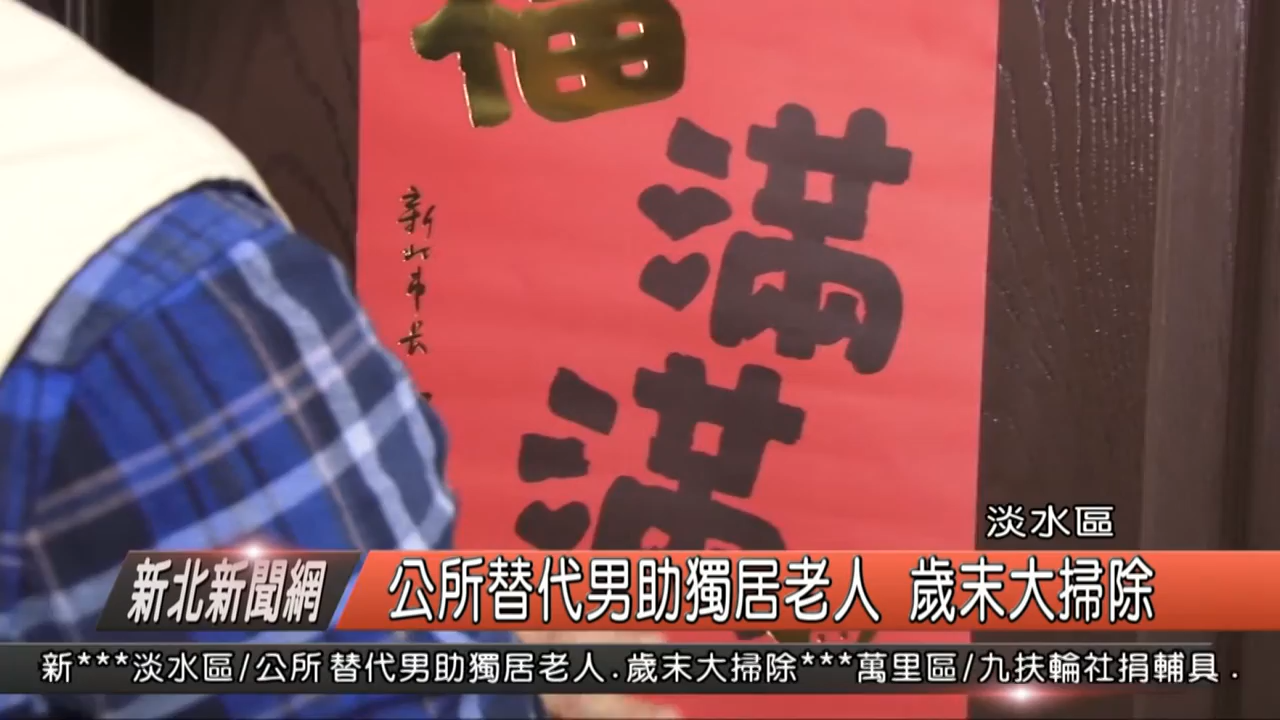 福
滿
滿
新北市長
淡水區
新北新聞網
公所替代男助獨居老人 歲末大掃除
新***淡水區/公所替代男助獨居老人.歲末大掃除***萬里區/九扶輪社捐輔具.